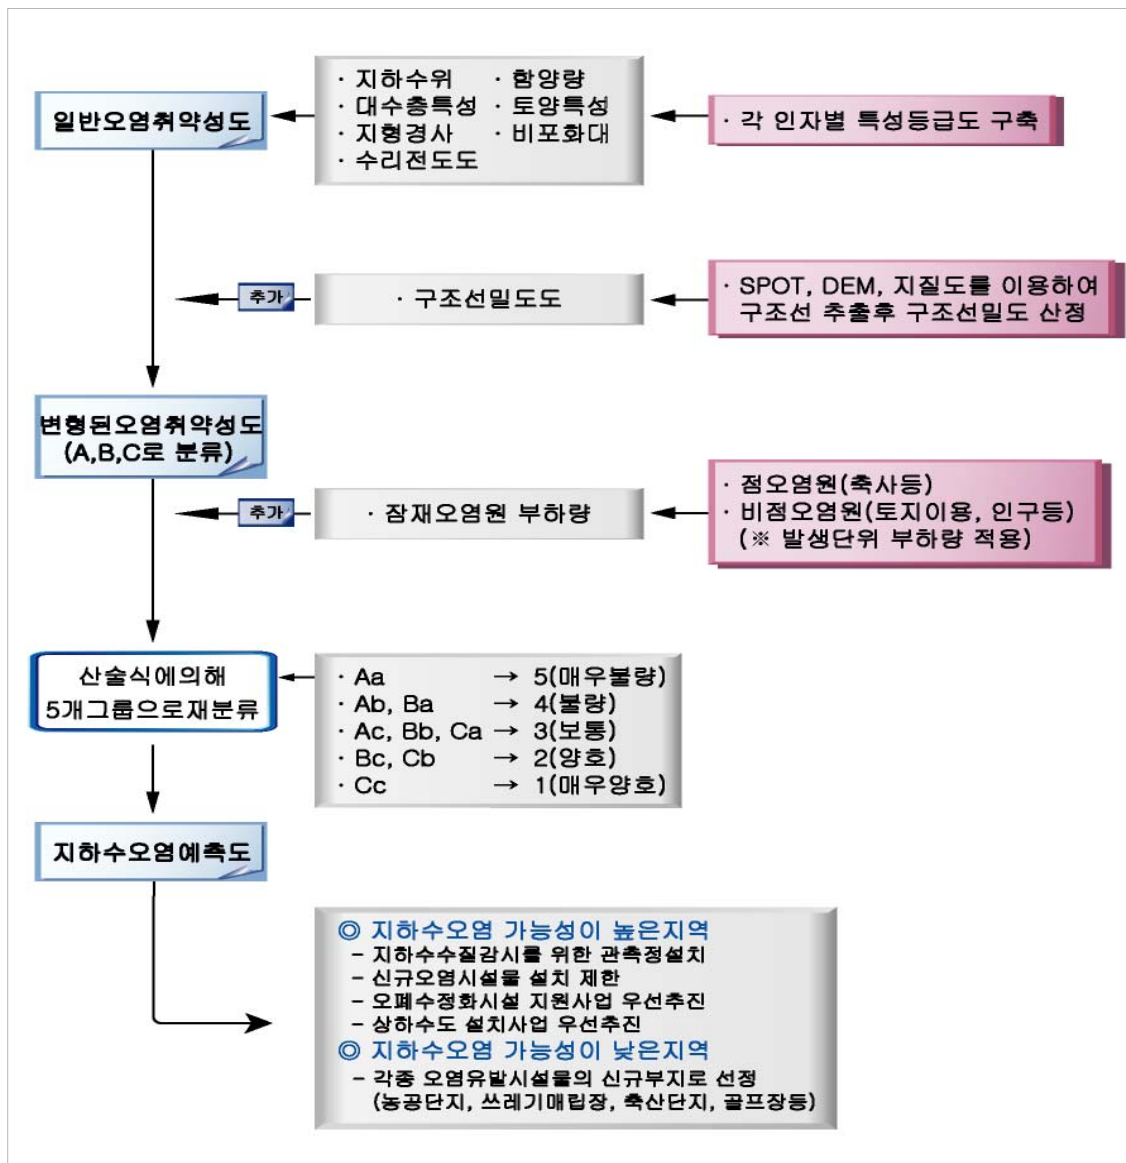 일반오염취약성도
· 지하수위 · 함양량
· 대수층특성 · 토양특성
· 지형경사 · 비포화대
· 수리전도도
· 각 인자별 특성등급도 구축
추가
· 구조선밀도도
· SPOT, DEM, 지질도를 이용하여
구조선 추출후 구조선밀도 산정
변형된오염취약성도
(A,B,C로 분류)
추가
· 잠재오염원 부하량
· 점오염원(축사등)
· 비점오염원(토지이용, 인구등)
(※ 발생단위 부하량 적용)
산술식에의해
5개그룹으로재분류
· Aa → 5(매우불량)
· Ab, Ba → 4(불량)
· Ac, Bb, Ca → 3(보통)
· Bc, Cb → 2(양호)
· Cc → 1(매우양호)
지하수오염예측도
◎ 지하수오염 가능성이 높은지역
– 지하수수질감시를 위한 관측정설치
– 신규오염시설물 설치 제한
– 오폐수정화시설 지원사업 우선추진
– 상하수도 설치사업 우선추진
◎ 지하수오염 가능성이 낮은지역
– 각종 오염유발시설물의 신규부지로 선정
(농공단지, 쓰레기매립장, 축산단지, 골프장등)